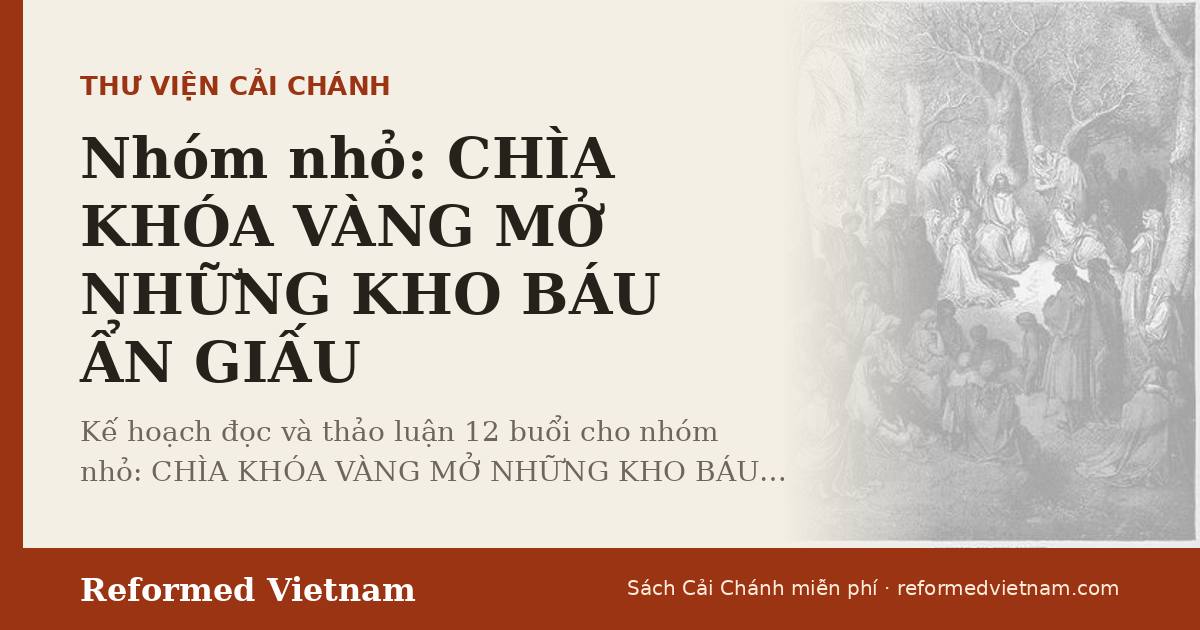 THƯ VIỆN CẢI CHÁNH
Nhóm nhỏ: CHÌA
KHÓA VÀNG MỞ
NHỮNG KHO BÁU
ẨN GIẤU
Kế hoạch đọc và thảo luận 12 buổi cho nhóm
nhỏ: CHÌA KHÓA VÀNG MỞ NHỮNG KHO BÁU...
Reformed Vietnam
Sách Cải Chánh miễn phí · reformedvietnam.com